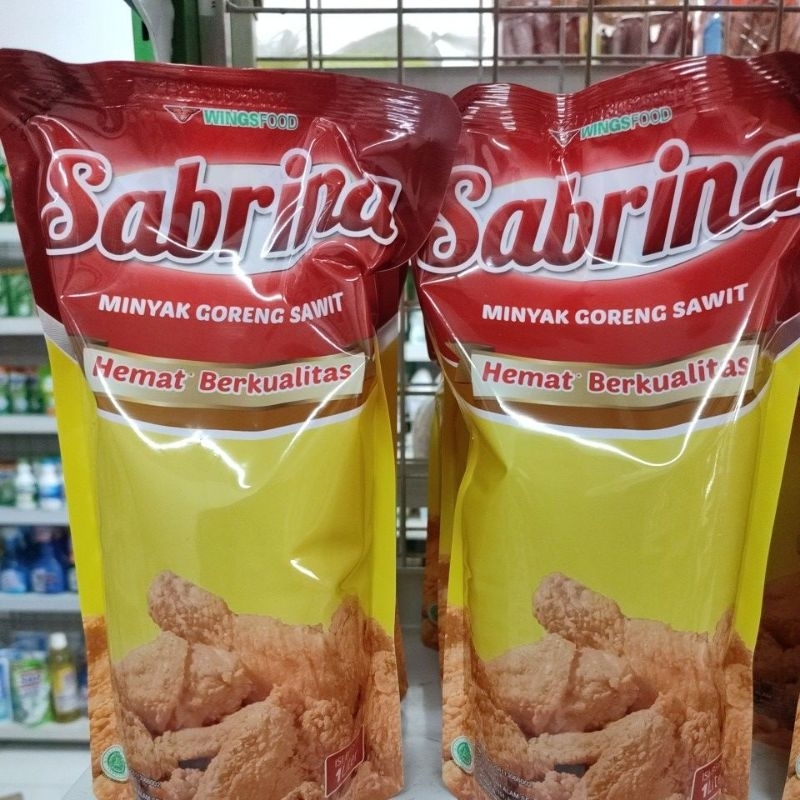 WINGSFOOD
Sabrina
MINYAK GORENG SAWIT
Hemat* Berkualitas
WINGSFOOD
Sabrina
MINYAK GORENG SAWIT
Hemat* Berkualitas